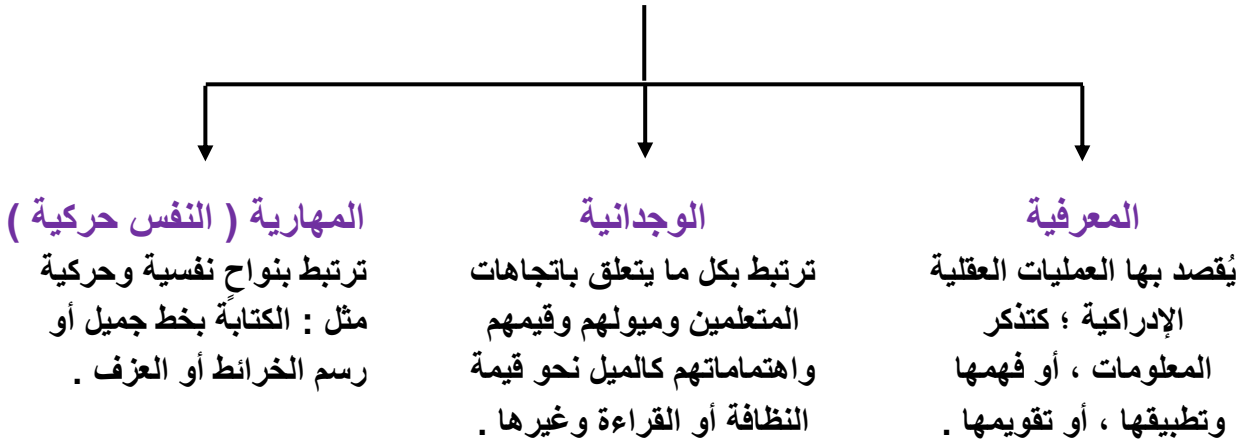 المعرفية
يُقصد بها العمليات العقلية
الإدراكية ؛ كتذكر
المعلومات ، أو فهمها
وتطبيقها ، أو تقويمها .
الوجدانية
ترتبط بكل ما يتعلق باتجاهات
المتعلمين وميولهم وقيمهم
واهتماماتهم كالميل نحو قيمة
النظافة أو القراءة وغيرها .
المهارية ( النفس حركية )
ترتبط بنواحٍ نفسية وحركية
مثل : الكتابة بخط جميل أو
رسم الخرائط أو العزف .